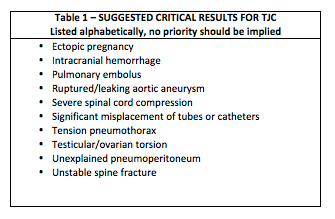 Table 1 – SUGGESTED CRITICAL RESULTS FOR TJC
Listed alphabetically, no priority should be implied
• Ectopic pregnancy
• Intracranial hemorrhage
• Pulmonary embolus
• Ruptured/leaking aortic aneurysm
• Severe spinal cord compression
• Significant misplacement of tubes or catheters
• Tension pneumothorax
• Testicular/ovarian torsion
• Unexplained pneumoperitoneum
• Unstable spine fracture